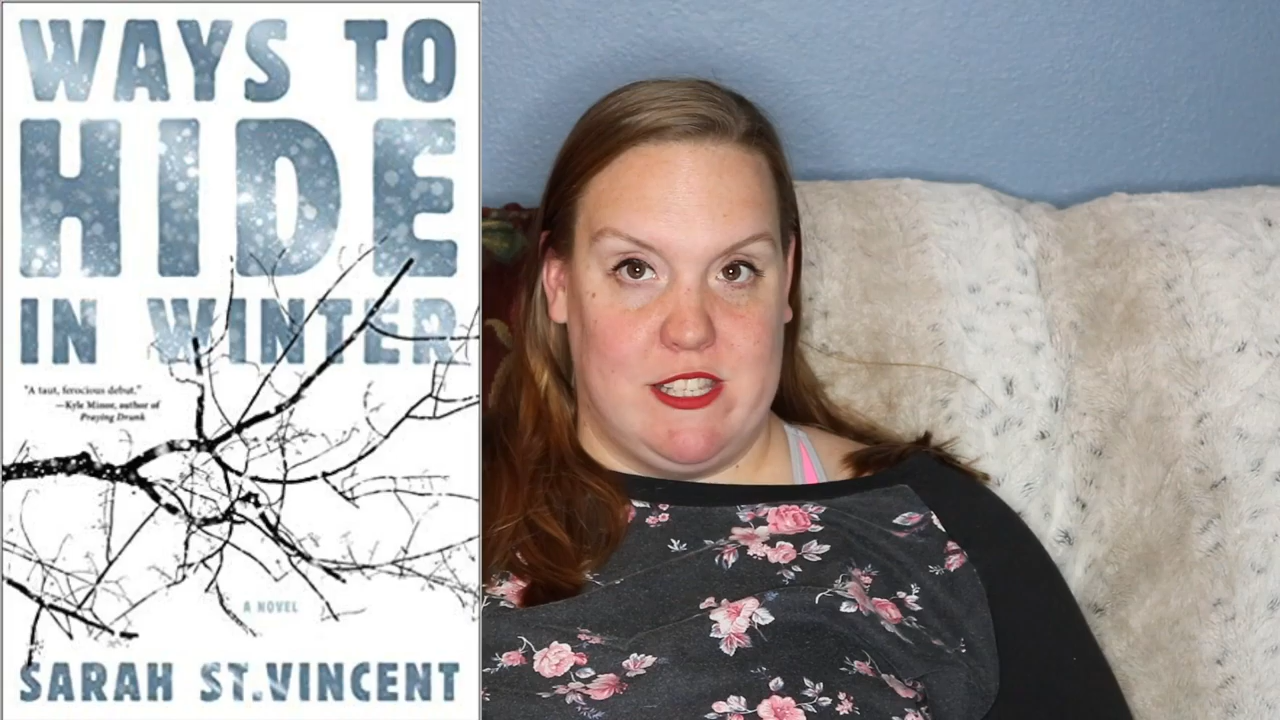 WAYS TO
HIDE
IN WINTER
"A taut, ferocious debut."
—Kyle Minor, author of
Praying Drunk
A NOVEL
SARAH ST.VINCENT